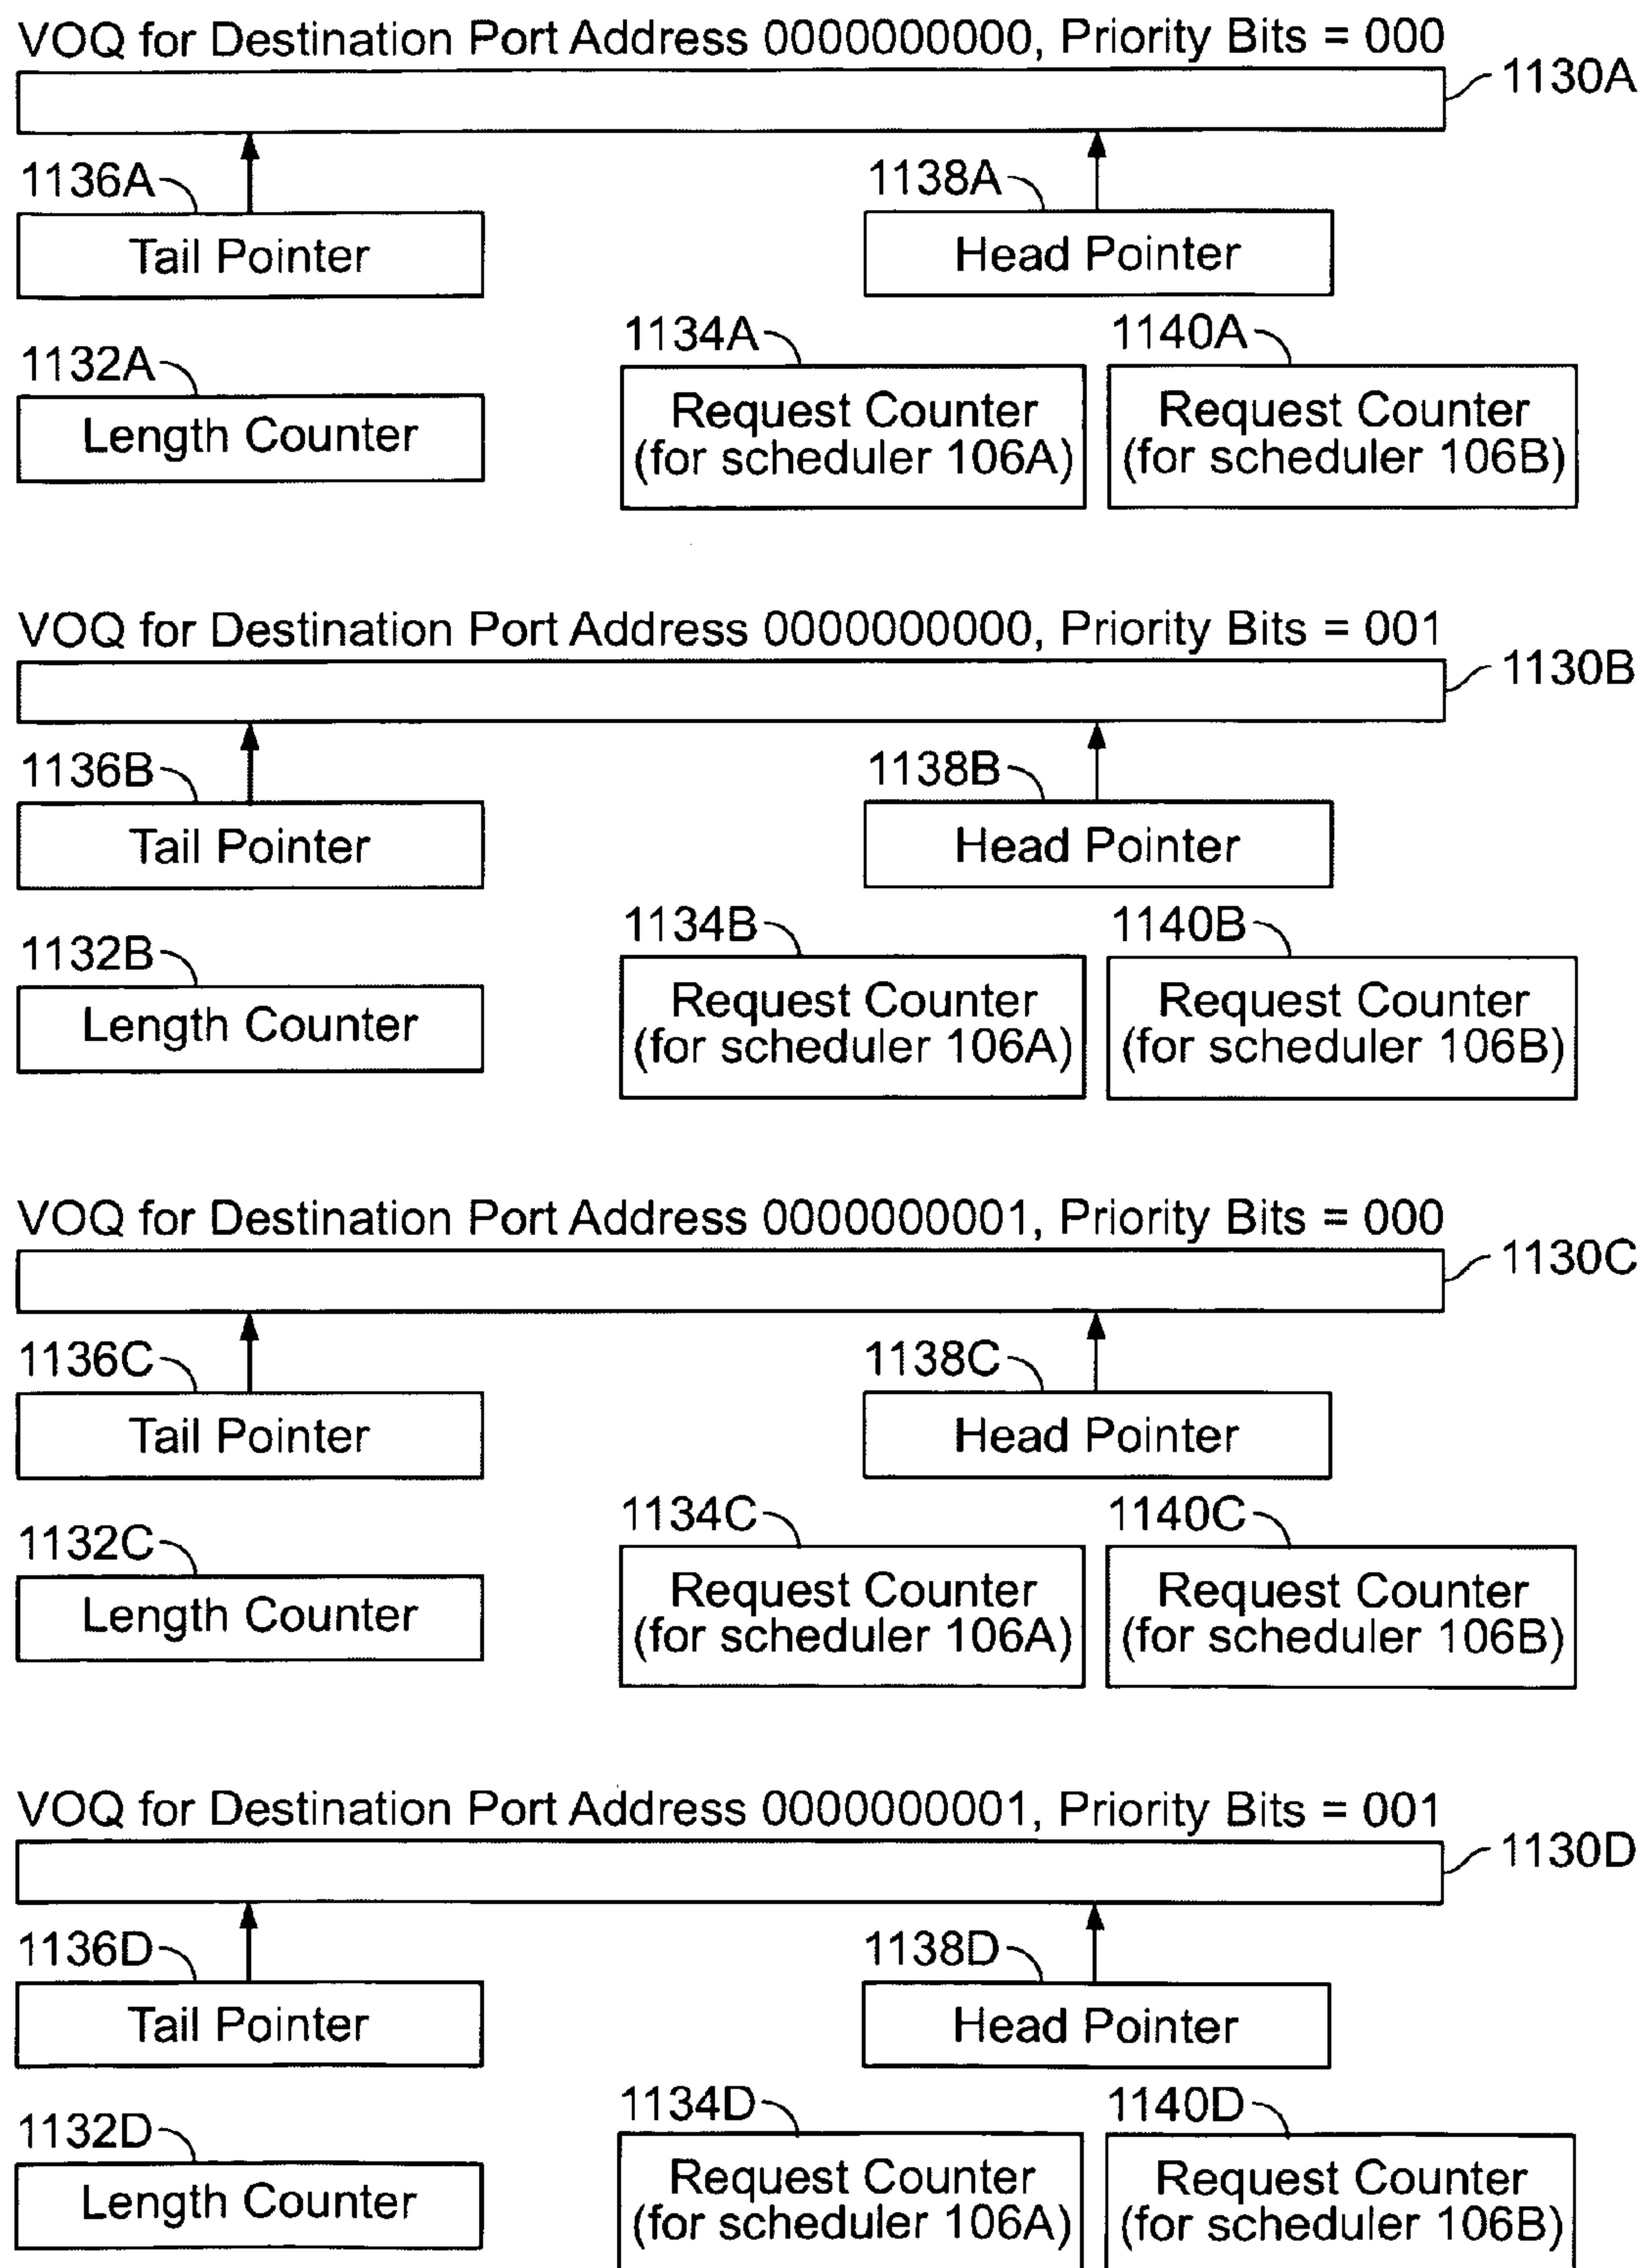 VOQ for Destination Port Address 0000000000, Priority Bits = 000
1130A
1136A
1138A
Tail Pointer
Head Pointer
1134A
1140A
1132A
Length Counter
Request Counter
(for scheduler 106A)
Request Counter
(for scheduler 106B)
VOQ for Destination Port Address 0000000000, Priority Bits = 001
1130B
1136B
1138B
Tail Pointer
Head Pointer
1134B
1140B
1132B
Length Counter
Request Counter
(for scheduler 106A)
Request Counter
(for scheduler 106B)
VOQ for Destination Port Address 0000000001, Priority Bits = 000
1130C
1136C
1138C
Tail Pointer
Head Pointer
1134C
1140C
1132C
Length Counter
Request Counter
(for scheduler 106A)
Request Counter
(for scheduler 106B)
VOQ for Destination Port Address 0000000001, Priority Bits = 001
1130D
1136D
1138D
Tail Pointer
Head Pointer
1134D
1140D
1132D
Length Counter
Request Counter
(for scheduler 106A)
Request Counter
(for scheduler 106B)